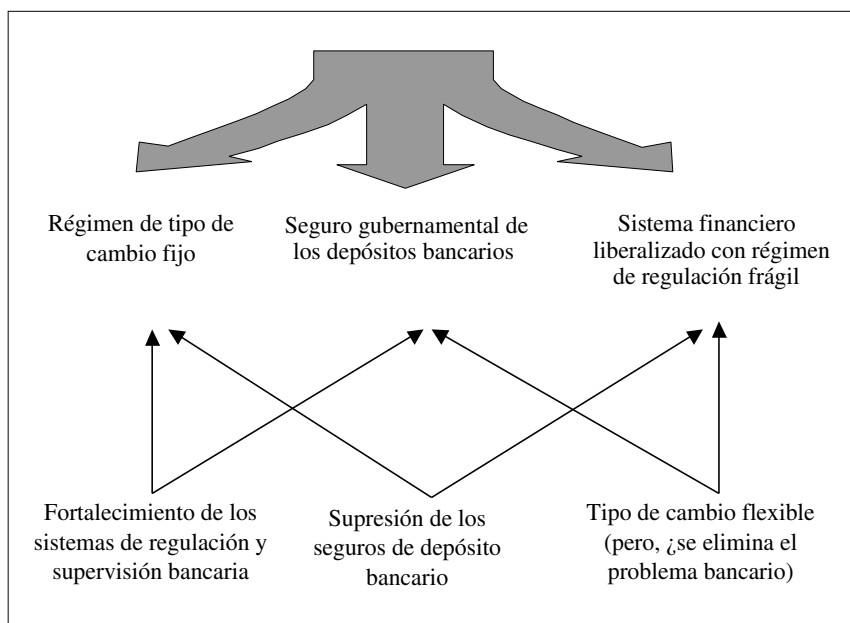 Régimen de tipo de
cambio fijo
Seguro gubernamental de
los depósitos bancarios
Sistema financiero
liberalizado con régimen
de regulación frágil
Fortalecimiento de los
sistemas de regulación y
supervisión bancaria
Supresión de los
seguros de depósito
bancario
Tipo de cambio flexible
(pero, ¿se elimina el
problema bancario)